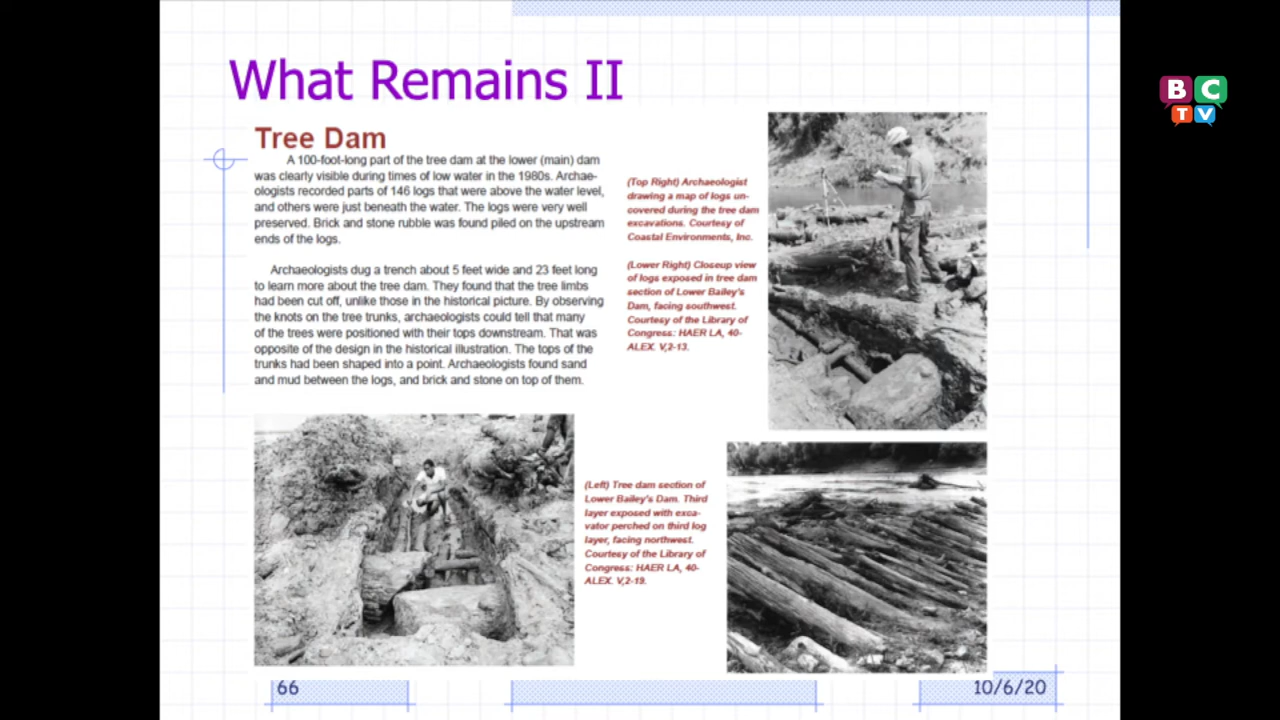 What Remains II
Tree Dam
A 100-foot-long part of the tree dam at the lower (main) dam
was clearly visible during times of low water in the 1980s. Archae-
ologists recorded parts of 146 logs that were above the water level,
and others were just beneath the water. The logs were very well
preserved. Brick and stone rubble was found piled on the upstream
ends of the logs.
Archaeologists dug a trench about 5 feet wide and 23 feet long
to learn more about the tree dam. They found that the tree limbs
had been cut off, unlike those in the historical picture. By observing
the knots on the tree trunks, archaeologists could tell that many
of the trees were positioned with their tops downstream. That was
opposite of the design in the historical illustration. The tops of the
trunks had been shaped into a point. Archaeologists found sand
and mud between the logs, and brick and stone on top of them.
(Top Right) Archaeologist
drawing a map of logs un-
covered during the tree dam
excavations. Courtesy of
Coastal Environments, Inc.
(Lower Right) Closeup view
of logs exposed in tree dam
section of Lower Bailey's
Dam, facing southwest.
Courtesy of the Library of
Congress: HAER LA, 40-
ALEX. V,2-13.
(Left) Tree dam section of
Lower Bailey's Dam. Third
layer exposed with exca-
vator perched on third log
layer, facing northwest.
Courtesy of the Library of
Congress: HAER LA, 40-
ALEX. V,2-19.
66
10/6/20
BC
TV